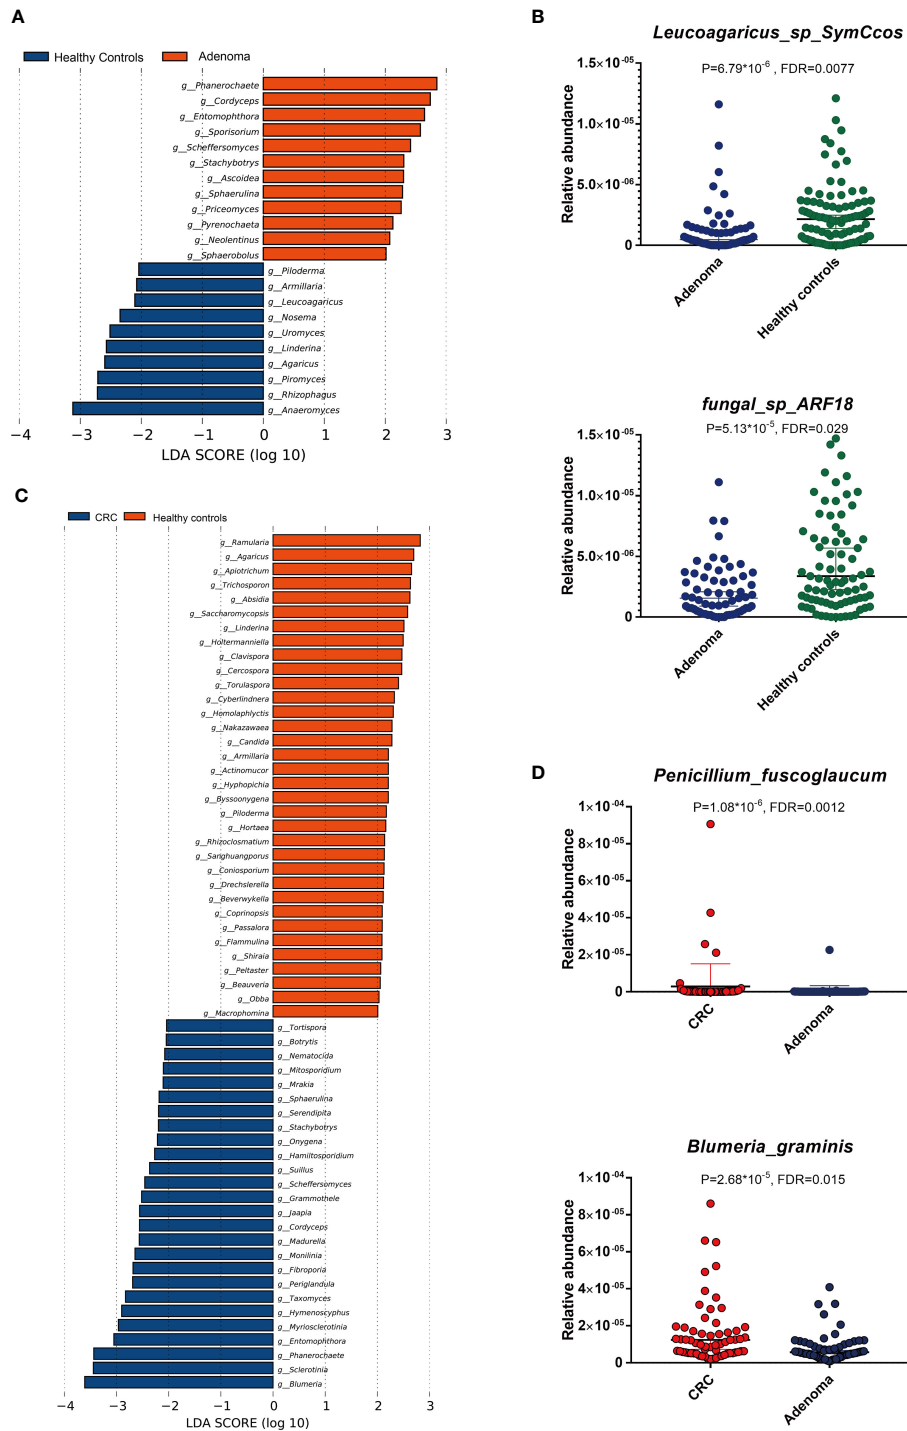 A
Healthy Controls Adenoma
g__Phanerochaete
g__Cordyceps
g__Entomophthora
g__Sporisorium
g__Scheffersomyces
g__Stachybotrys
g__Ascoidea
g__Sphaerulina
g__Priceomyces
g__Pyrenochaeta
g__Neolentinus
g__Sphaerobolus
g__Piloderma
g__Armillaria
g__Leucoagaricus
g__Nosema
g__Uromyces
g__Linderina
g__Agaricus
g__Piromyces
g__Rhizophagus
g__Anaeromyces
−4 −3 −2 −1 0 1 2 3
LDA SCORE (log 10)
B
Leucoagaricus_sp_SymCcos
P=6.79*10-6 , FDR=0.0077
Relative abundance
1.5×10-05
1.0×10-05
5.0×10-06
0
Adenoma
Healthy controls
fungal_sp_ARF18
P=5.13*10-5, FDR=0.029
Relative abundance
1.5×10-05
1.0×10-05
5.0×10-06
0
Adenoma
Healthy controls
C
CRC Healthy controls
g__Ramularia
g__Agaricus
g__Apiotrichum
g__Trichosporon
g__Absidia
g__Saccharomycopsis
g__Linderina
g__Holtermanniella
g__Clavispora
g__Cercospora
g__Torulaspora
g__Cyberlindnera
g__Homolaphlyctis
g__Nakazawaea
g__Candida
g__Armillaria
g__Actinomucor
g__Hyphopichia
g__Byssoonygena
g__Piloderma
g__Hortaea
g__Rhizoclosmatium
g__Sanghuangporus
g__Coniosporium
g__Drechslerella
g__Beverwykella
g__Coprinopsis
g__Passalora
g__Flammulina
g__Shiraia
g__Peltaster
g__Beauveria
g__Obba
g__Macrophomina
g__Tortispora
g__Botrytis
g__Nematocida
g__Mitosporidium
g__Mrakia
g__Sphaerulina
g__Serendipita
g__Stachybotrys
g__Onygena
g__Hamiltosporidium
g__Suillus
g__Scheffersomyces
g__Grammothele
g__Jaapia
g__Cordyceps
g__Madurella
g__Monilinia
g__Fibroporia
g__Periglandula
g__Taxomyces
g__Hymenoscyphus
g__Myriosclerotinia
g__Entomophthora
g__Phanerochaete
g__Sclerotinia
g__Blumeria
−4 −3 −2 −1 0 1 2 3
LDA SCORE (log 10)
D
Penicillium_fuscoglaucum
P=1.08*10-6, FDR=0.0012
Relative abundance
1×10-04
8×10-05
6×10-05
4×10-05
2×10-05
0
CRC
Adenoma
Blumeria_graminis
P=2.68*10-5, FDR=0.015
Relative abundance
1×10-04
8×10-05
6×10-05
4×10-05
2×10-05
0
CRC
Adenoma